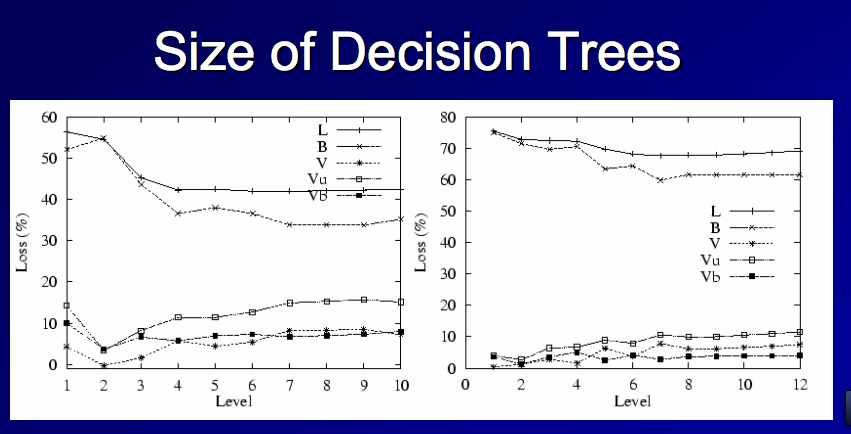 Size of Decision Trees
60
50
40
30
20
10
0
Loss (%)
L
B
V
Vu
Vb
1 2 3 4 5 6 7 8 9 10
Level
80
70
60
50
40
30
20
10
0
Loss (%)
L
B
V
Vu
Vb
0 2 4 6 8 10 12
Level